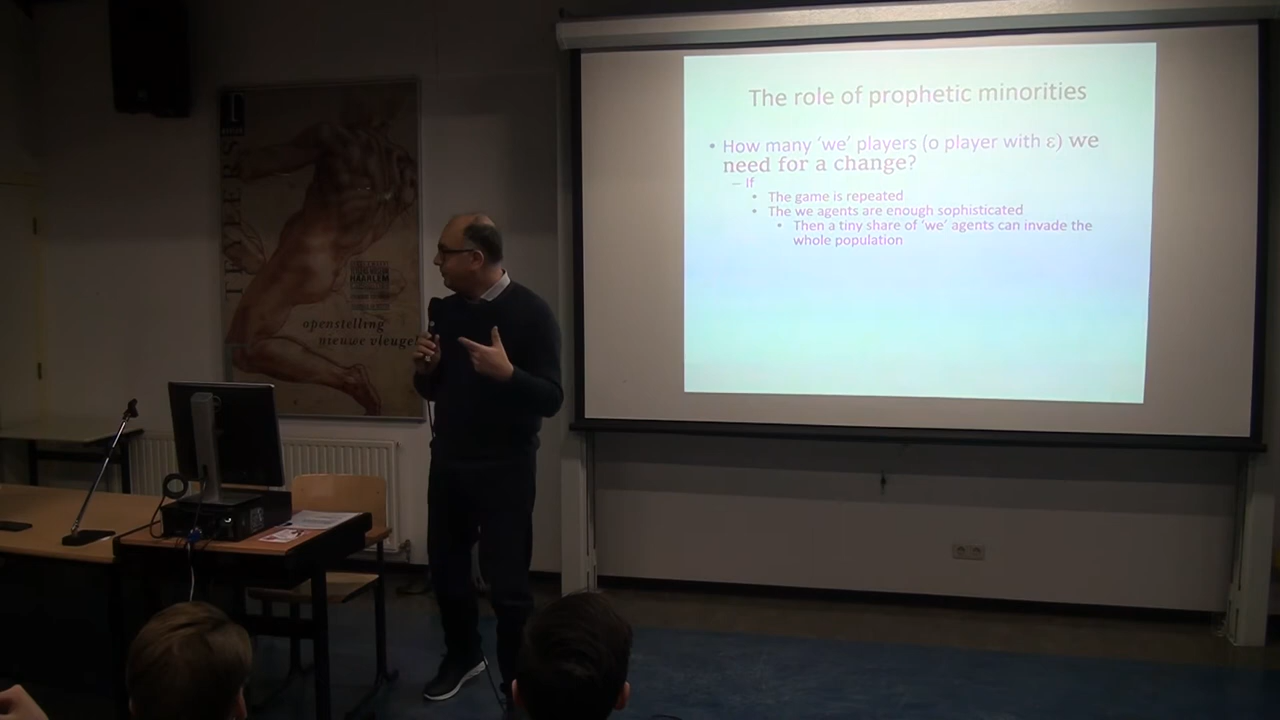 The role of prophetic minorities
• How many ‘we’ players (o player with ε) we
need for a change?
– If
• The game is repeated
• The we agents are enough sophisticated
• Then a tiny share of ‘we’ agents can invade the
whole population
TEYLERS
HAARLEM
openstelling
nieuwe vleugel